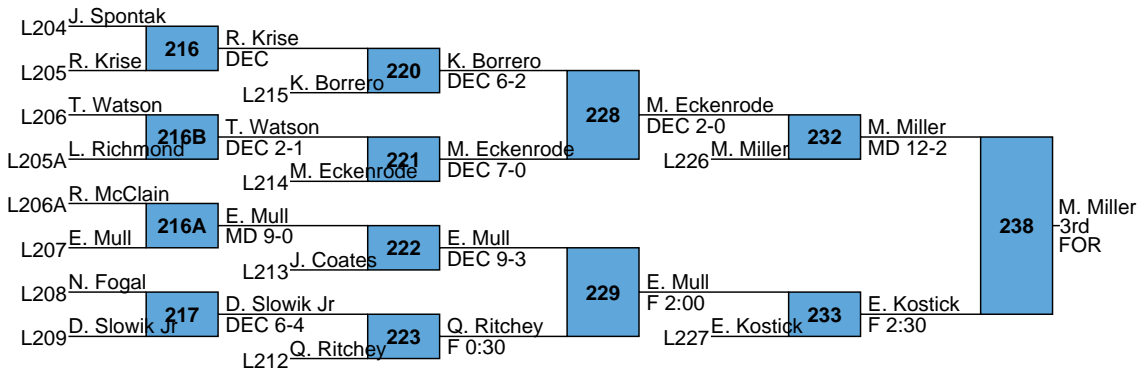 L204
J. Spontak
216
L205
R. Krise
R. Krise
DEC
220
L215
K. Borrero
K. Borrero
DEC 6-2
L206
T. Watson
216B
L205A
L. Richmond
T. Watson
DEC 2-1
221
L214
M. Eckenrode
M. Eckenrode
DEC 7-0
228
M. Eckenrode
DEC 2-0
L226
M. Miller
232
M. Miller
MD 12-2
L206A
R. McClain
216A
L207
E. Mull
E. Mull
MD 9-0
222
L213
J. Coates
E. Mull
DEC 9-3
L208
N. Fogal
217
L209
D. Slowik Jr
D. Slowik Jr
DEC 6-4
223
L212
Q. Ritchey
Q. Ritchey
F 0:30
229
E. Mull
F 2:00
L227
E. Kostick
233
E. Kostick
F 2:30
238
M. Miller
3rd
FOR